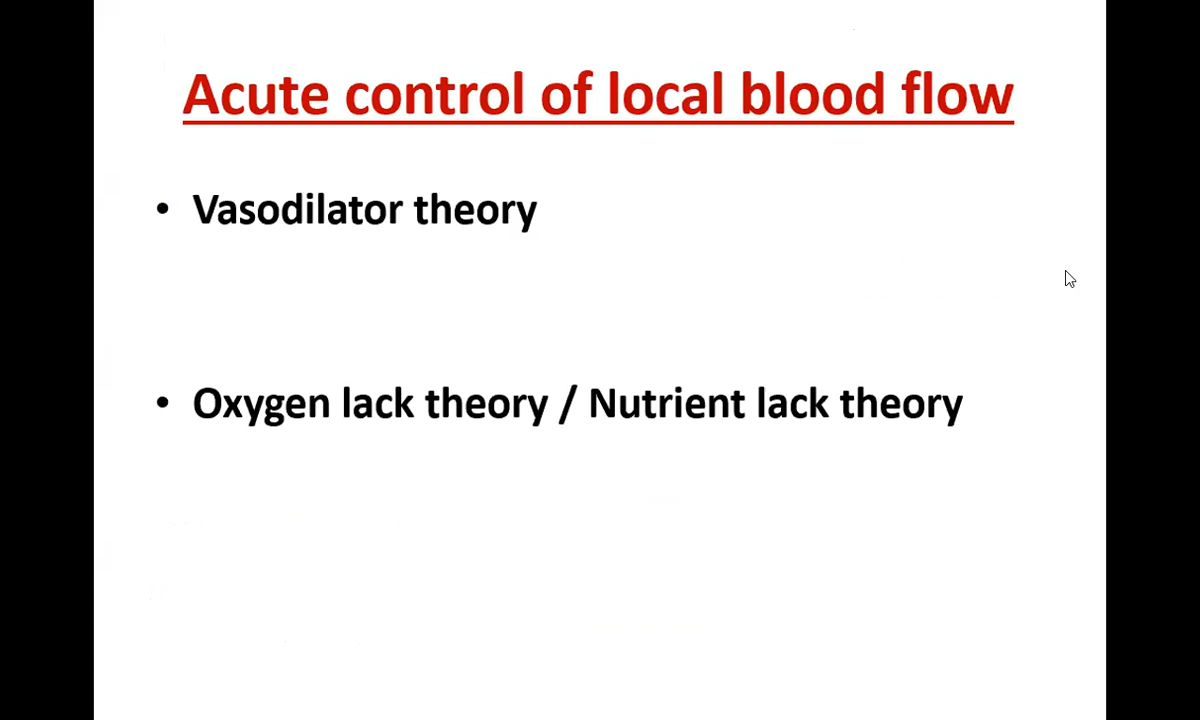 Acute control of local blood flow
• Vasodilator theory
• Oxygen lack theory / Nutrient lack theory